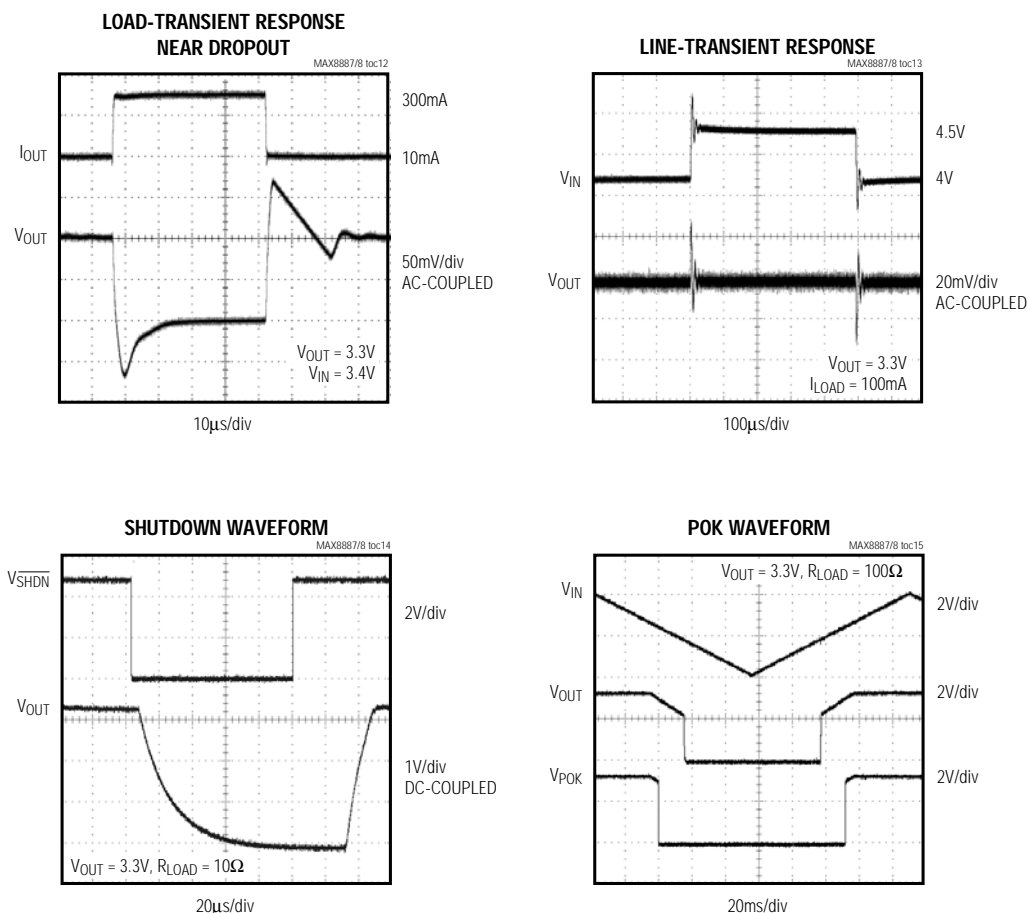 LOAD-TRANSIENT RESPONSE
NEAR DROPOUT
MAX8887/8 toc12
300mA
IOUT
10mA
VOUT
50mV/div
AC-COUPLED
VOUT = 3.3V
VIN = 3.4V
10µs/div
LINE-TRANSIENT RESPONSE
MAX8887/8 toc13
4.5V
VIN
4V
VOUT
20mV/div
AC-COUPLED
VOUT = 3.3V
ILOAD = 100mA
100µs/div
SHUTDOWN WAVEFORM
MAX8887/8 toc14
VSHDN
2V/div
VOUT
1V/div
DC-COUPLED
VOUT = 3.3V, RLOAD = 10Ω
20µs/div
POK WAVEFORM
MAX8887/8 toc15
VOUT = 3.3V, RLOAD = 100Ω
VIN
2V/div
VOUT
2V/div
VPOK
2V/div
20ms/div